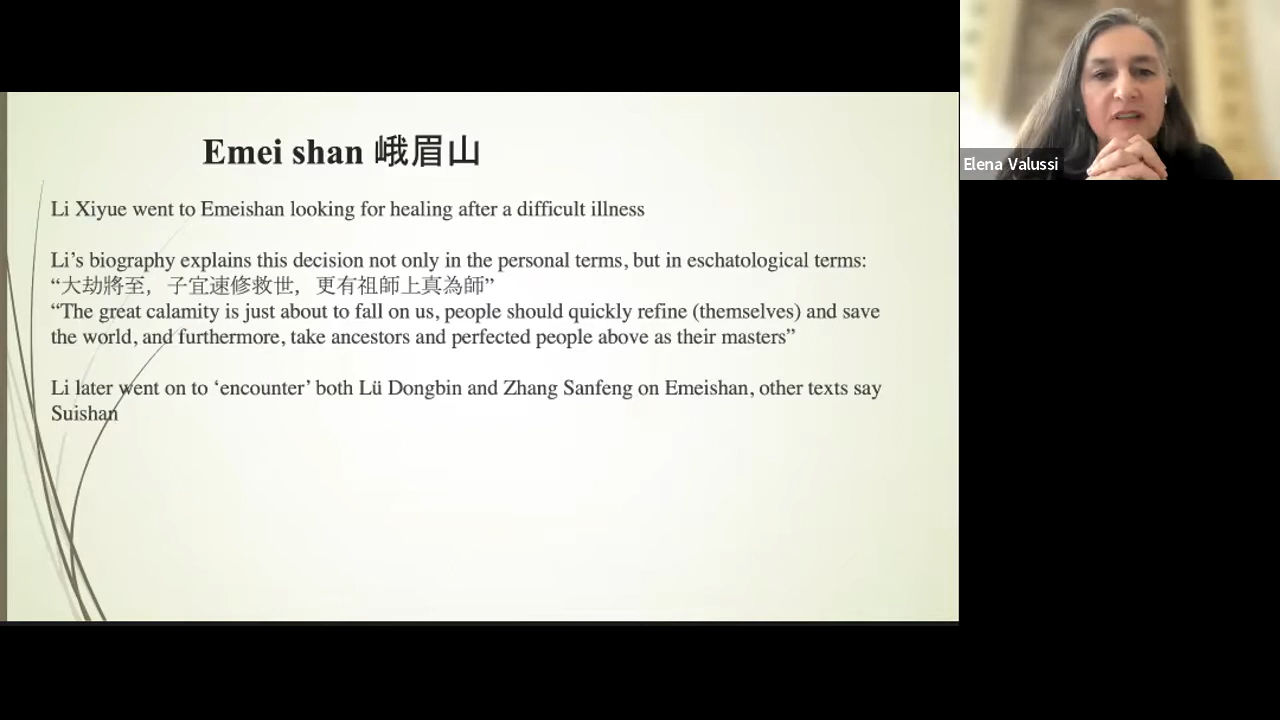 Emei shan 峨眉山
Li Xiyue went to Emeishan looking for healing after a difficult illness
Li’s biography explains this decision not only in the personal terms, but in eschatological terms:
“大劫將至，子宜速修救世，更有祖師上真為師”
“The great calamity is just about to fall on us, people should quickly refine (themselves) and save
the world, and furthermore, take ancestors and perfected people above as their masters”
Li later went on to ‘encounter’ both Lü Dongbin and Zhang Sanfeng on Emeishan, other texts say
Suishan
Elena Valussi